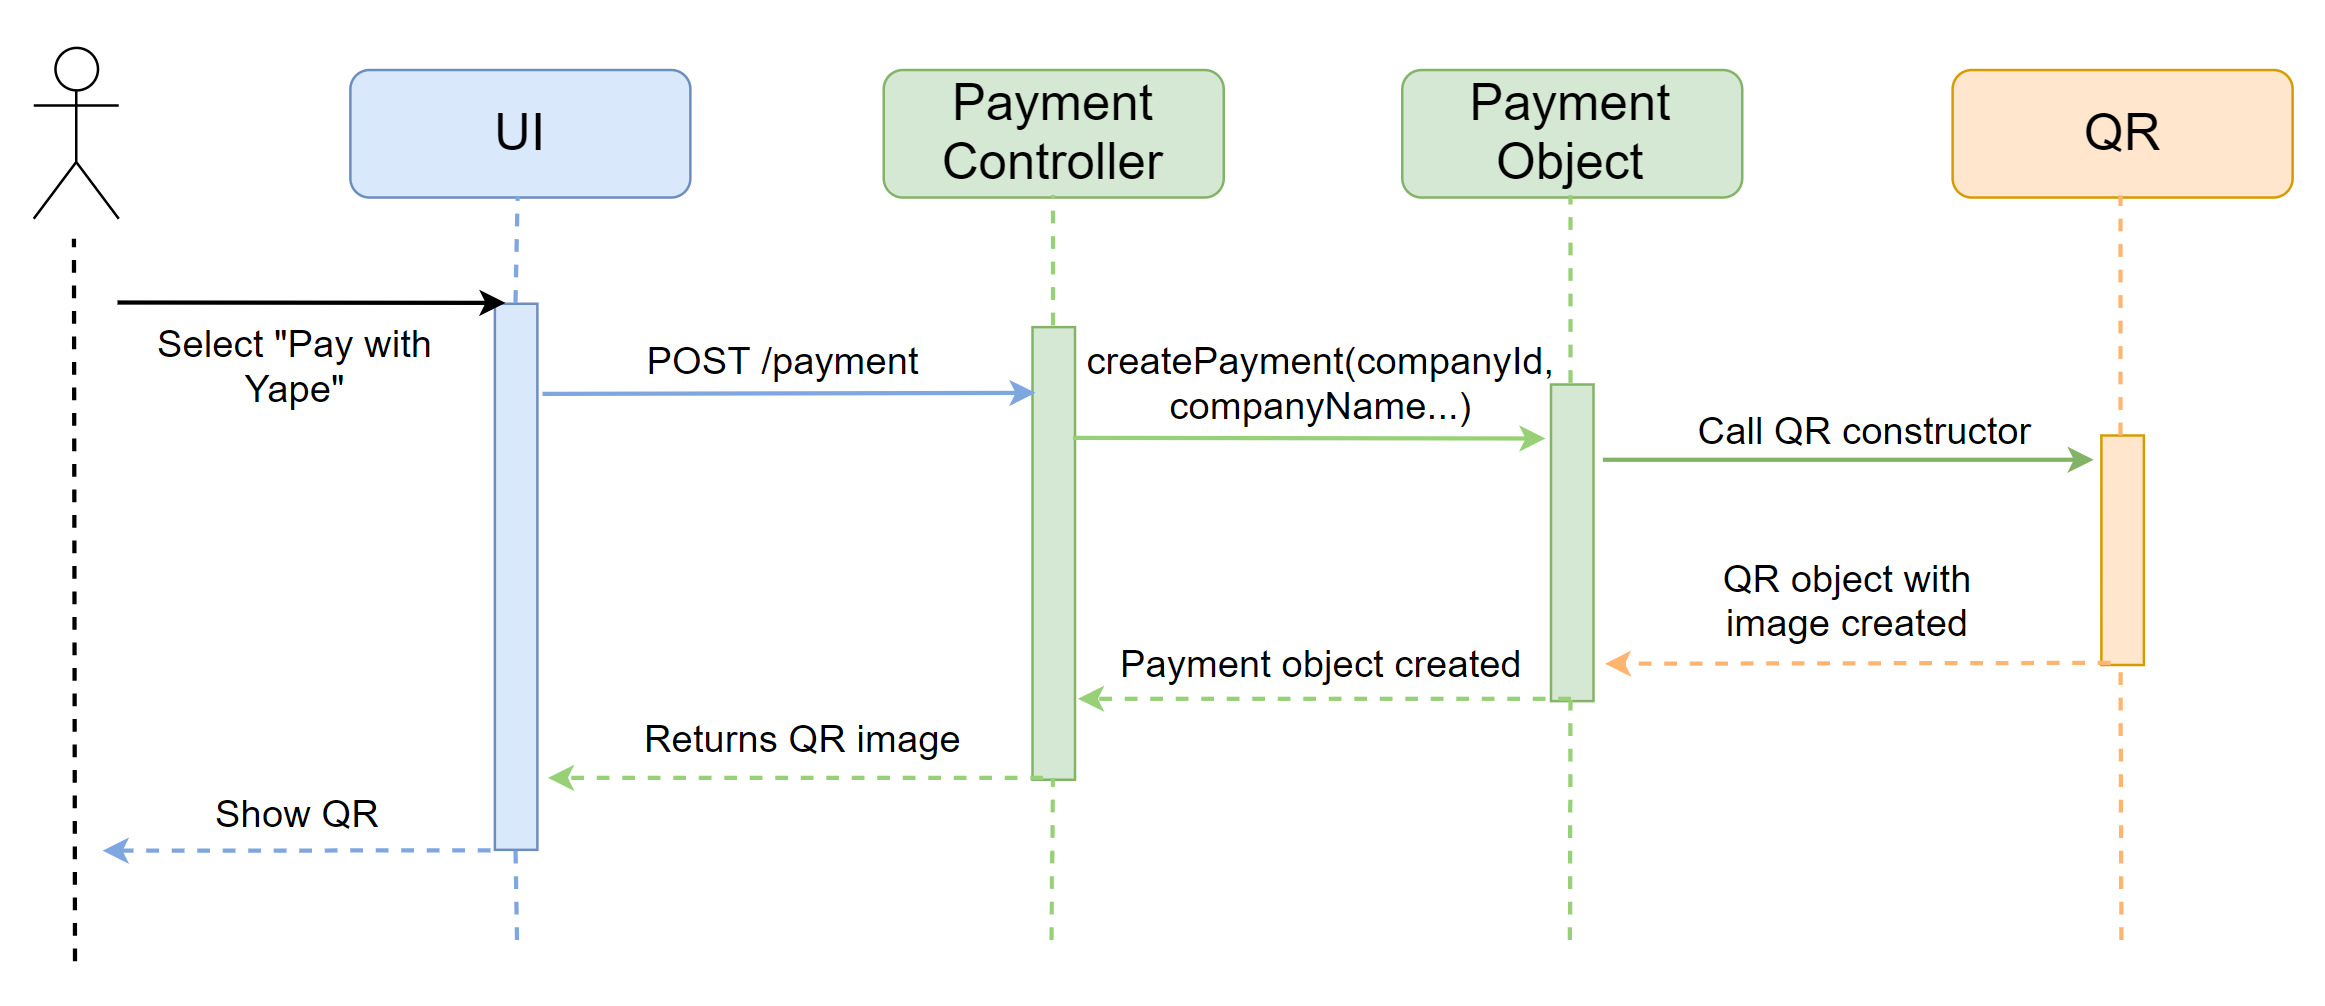 UI
Payment
Controller
Payment
Object
QR
Select "Pay with
Yape"
POST /payment
createPayment(companyId,
companyName...)
Call QR constructor
QR object with
image created
Payment object created
Returns QR image
Show QR